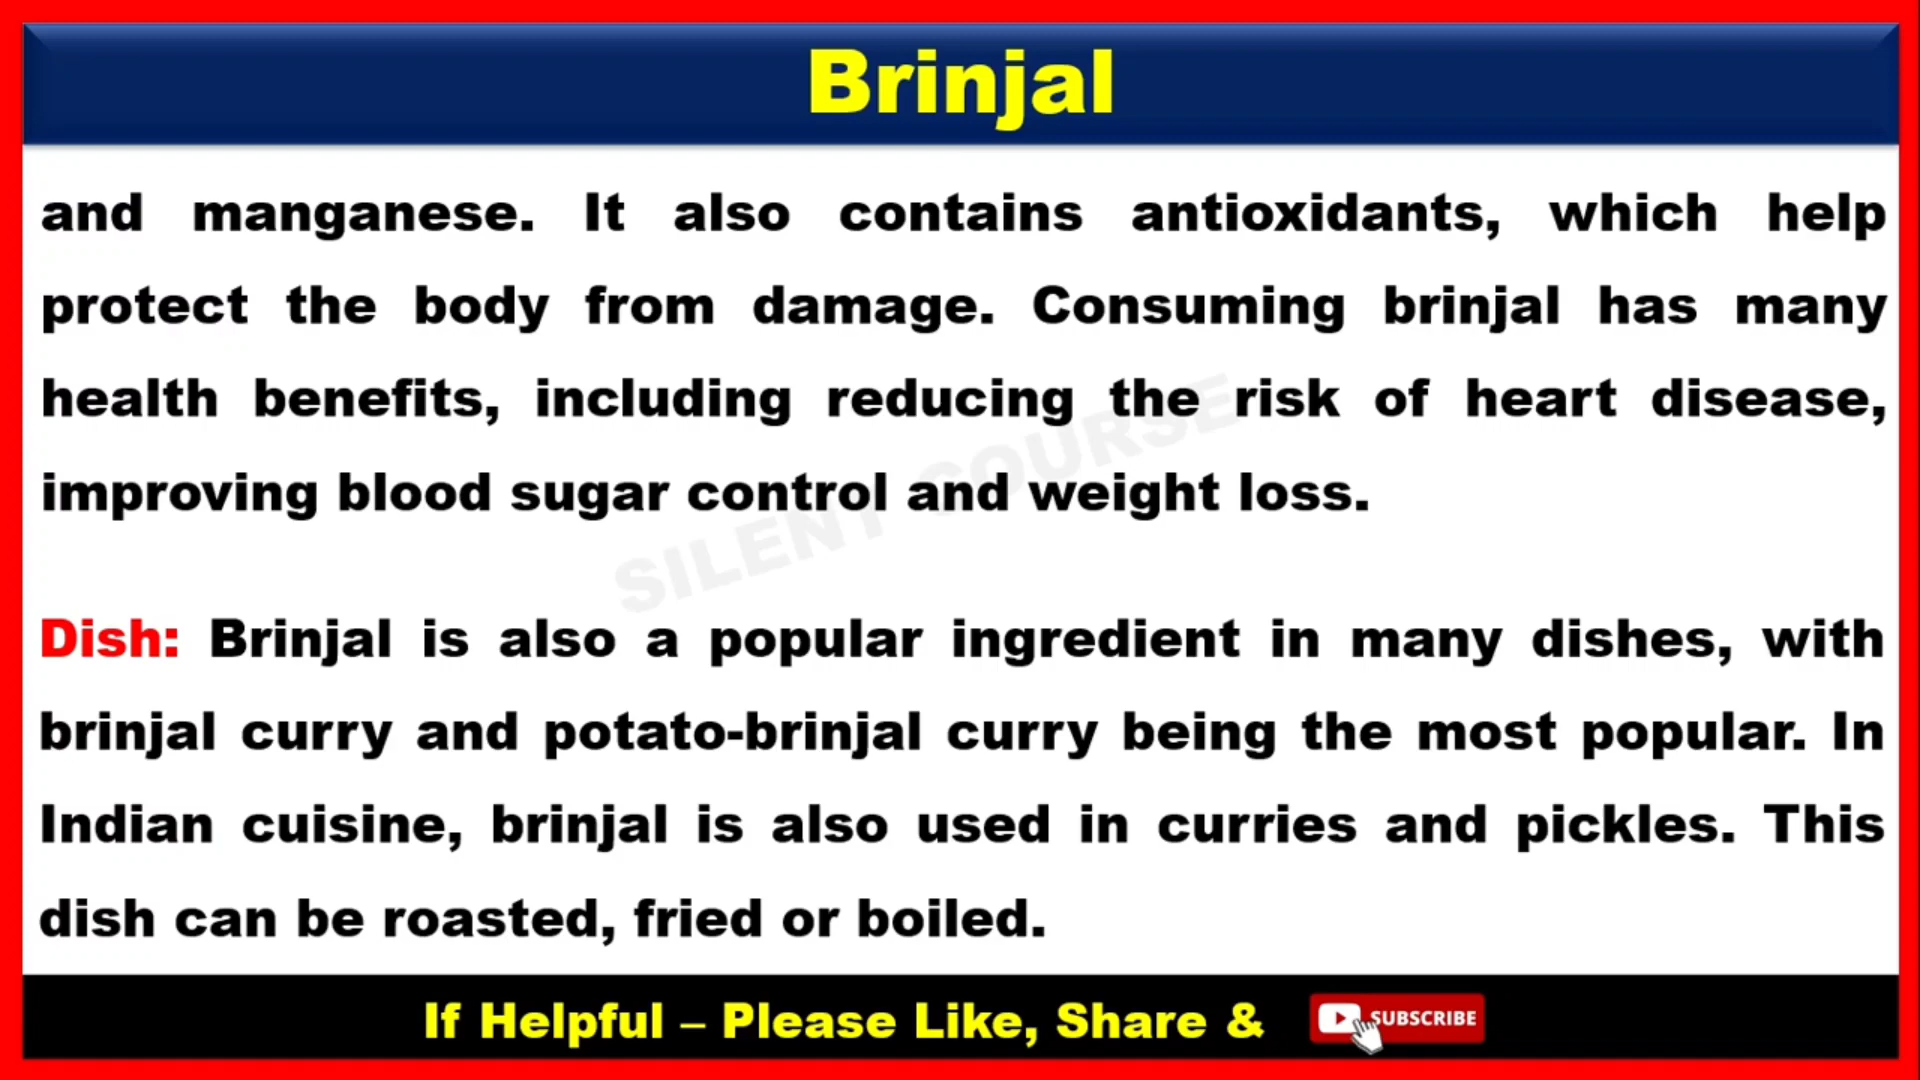 Brinjal
and manganese. It also contains antioxidants, which help
protect the body from damage. Consuming brinjal has many
health benefits, including reducing the risk of heart disease,
improving blood sugar control and weight loss.
SILENT COURSE
Dish: Brinjal is also a popular ingredient in many dishes, with
brinjal curry and potato-brinjal curry being the most popular. In
Indian cuisine, brinjal is also used in curries and pickles. This
dish can be roasted, fried or boiled.
If Helpful – Please Like, Share & SUBSCRIBE